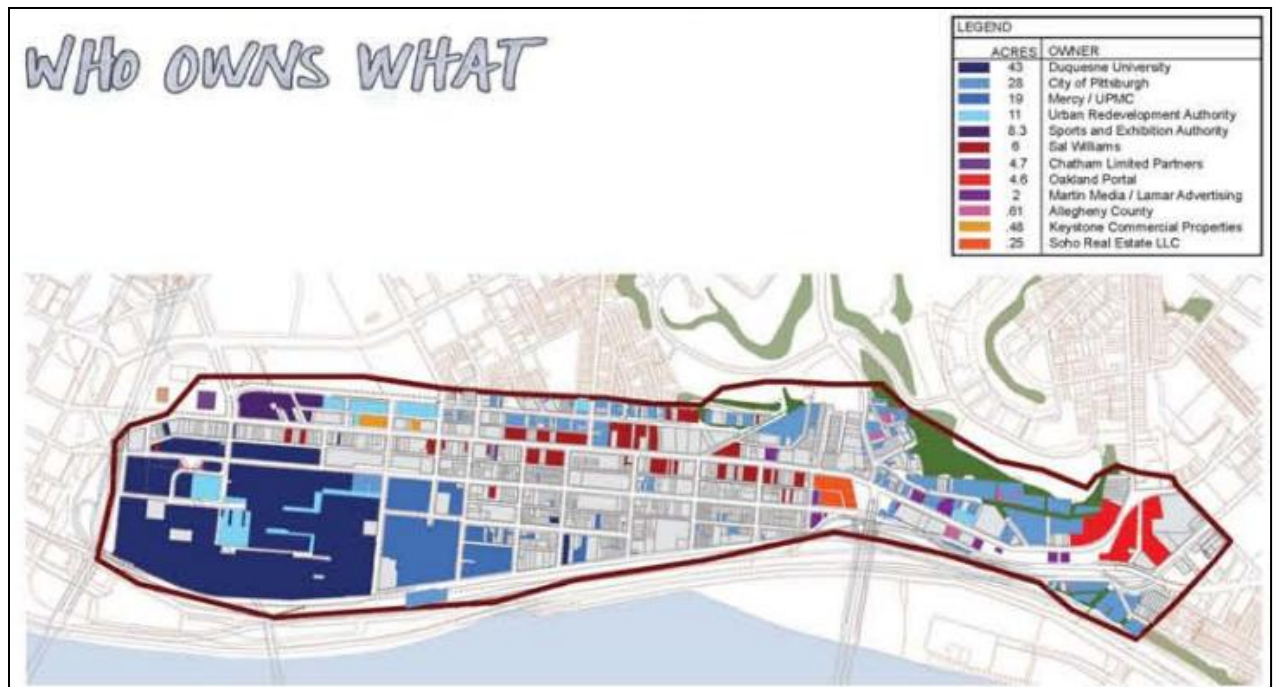 WHO OWNS WHAT
LEGEND
ACRES OWNER
43 Duquesne University
28 City of Pittsburgh
19 Mercy / UPMC
11 Urban Redevelopment Authority
8.3 Sports and Exhibition Authority
6 Sal Williams
4.7 Chatham Limited Partners
4.6 Oakland Portal
2 Martin Media / Lamar Advertising
.61 Allegheny County
.48 Keystone Commercial Properties
.25 Soho Real Estate LLC